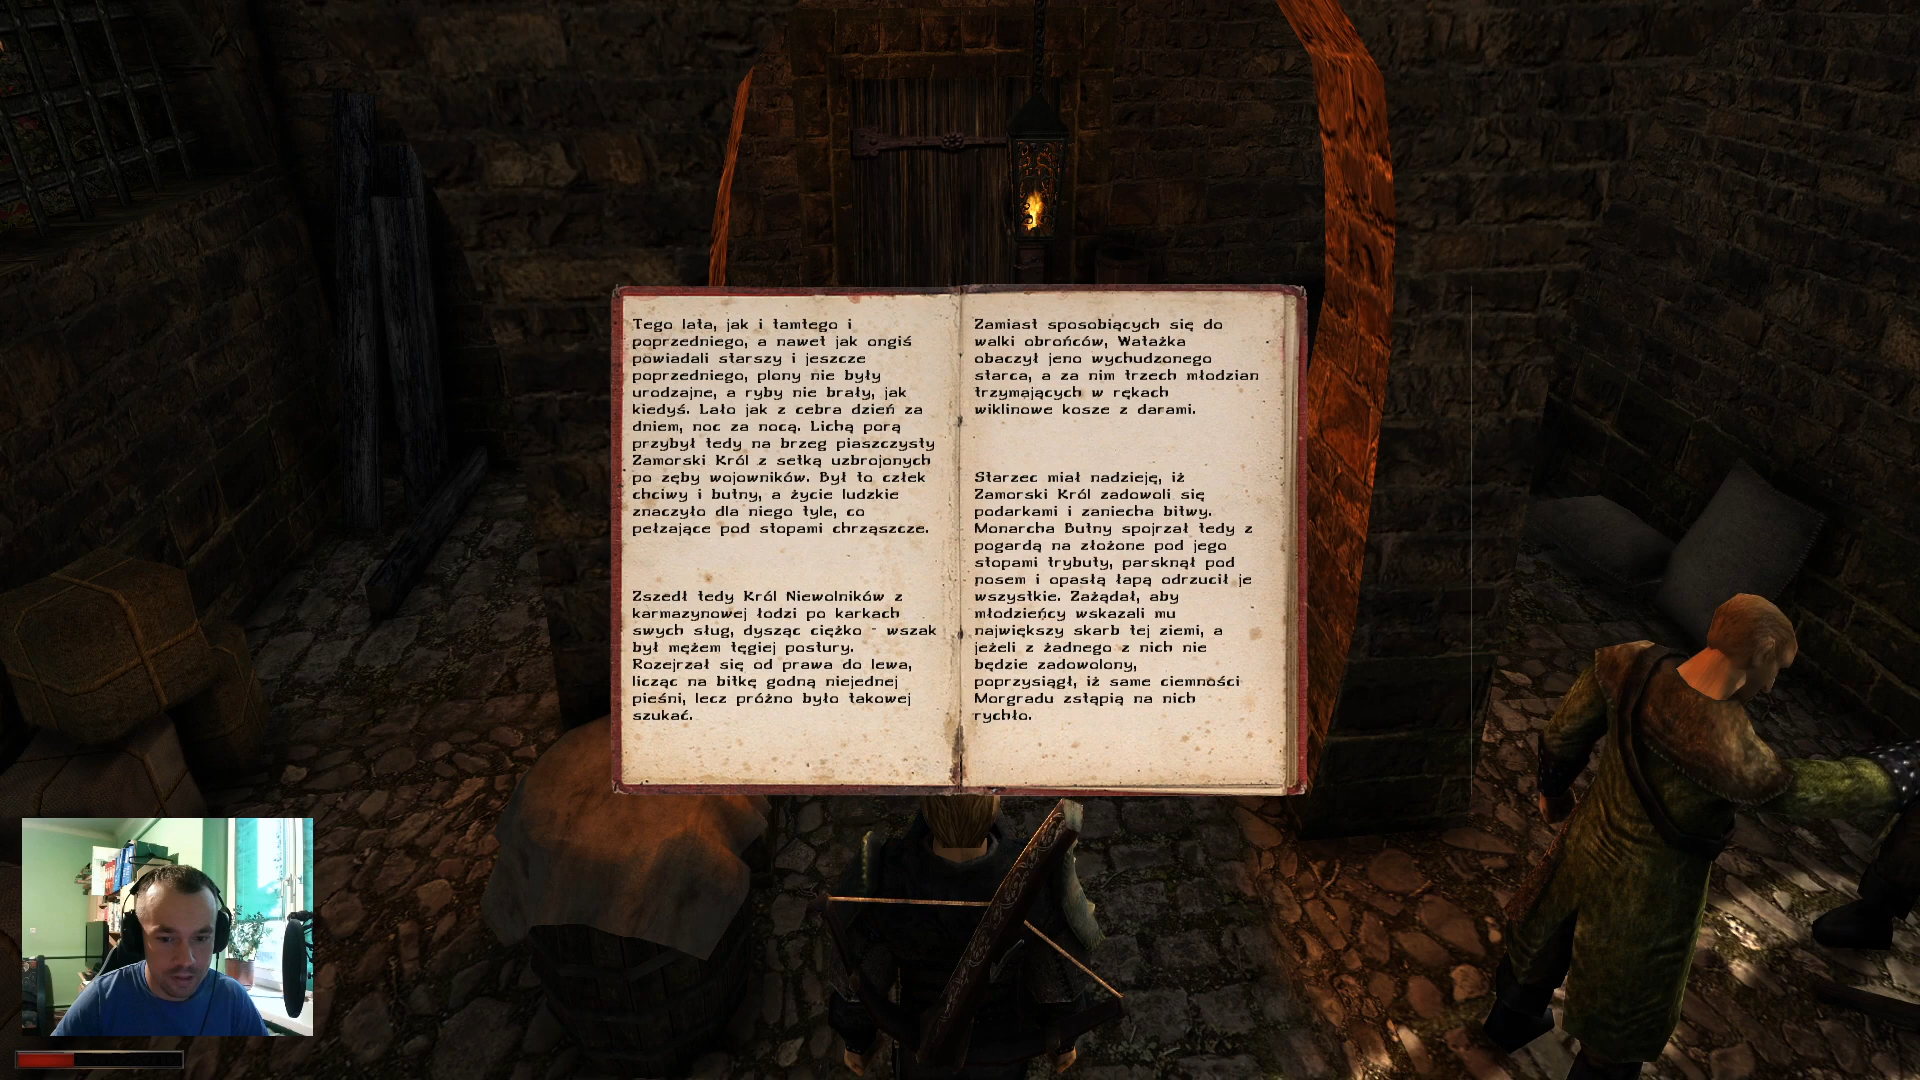 Tego lata, jak i tamtego i
poprzedniego, a nawet jak ongiś
powiadali starszy i jeszcze
poprzedniego, plony nie były
urodzajne, a ryby nie brały, jak
kiedyś. Lało jak z cebra dzień za
dniem, noc za nocą. Lichą porą
przybył tedy na brzeg piaszczysty
Zamorski Król z setką uzbrojonych
po zęby wojowników. Był to człek
chciwy i butny, a życie ludzkie
znaczyło dla niego tyle, co
pełzające pod stopami chrząszcze.
Zszedł tedy Król Niewolników z
karmazynowej łodzi po karkach
swych sług, dysząc ciężko - wszak
był mężem tęgiej postury.
Rozejrzał się od prawa do lewa,
licząc na bitkę godną niejednej
pieśni, lecz próżno było takowej
szukać.
Zamiast sposobiących się do
walki obrońców, Watażka
obaczył jeno wychudzonego
starca, a za nim trzech młodzian
trzymających w rękach
wiklinowe kosze z darami.
Starzec miał nadzieję, iż
Zamorski Król zadowoli się
podarkami i zaniecha bitwy.
Monarcha Butny spojrzał tedy z
pogardą na złożone pod jego
stopami trybuty, parsknął pod
nosem i opasłą łapą odrzucił je
wszystkie. Zażądał, aby
młodzieńcy wskazali mu
największy skarb tej ziemi, a
jeżeli z żadnego z nich nie
będzie zadowolony,
poprzysiągł, iż same ciemności
Morgradu zstąpią na nich
rychło.